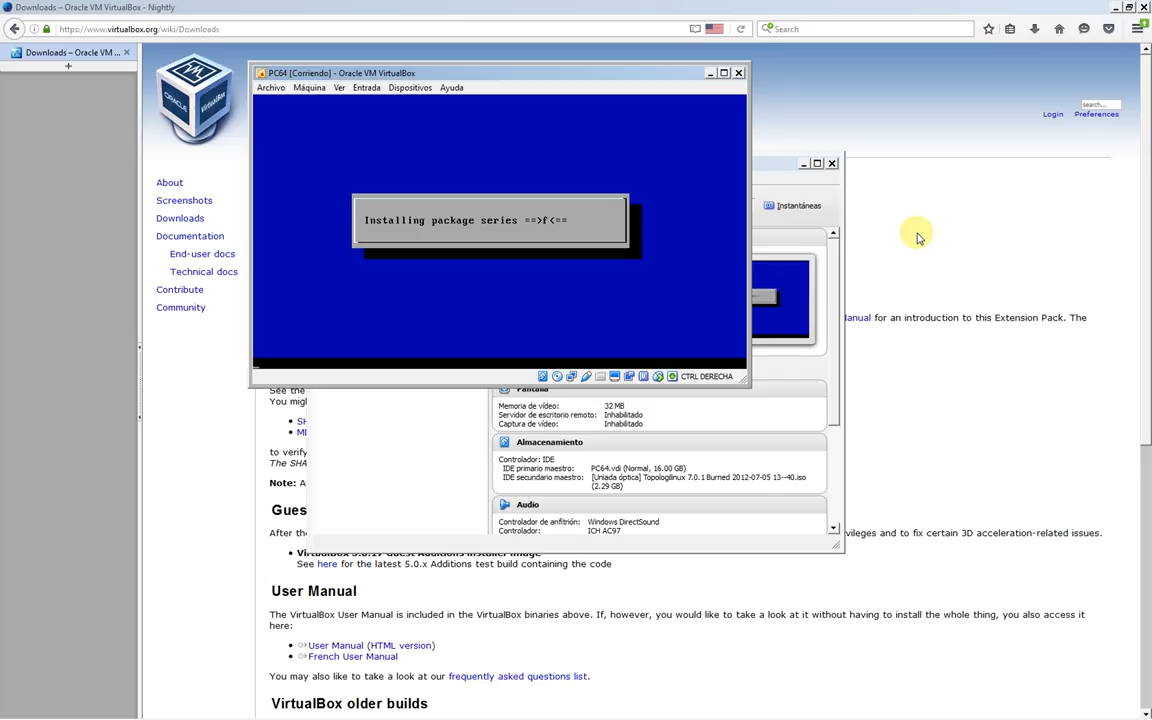 Downloads – Oracle VM VirtualBox - Nightly
https://www.virtualbox.org/wiki/Downloads
Search
Downloads – Oracle VM ...
ORACLE
VirtualBox
search...
Login
Preferences
About
Screenshots
Downloads
Documentation
End-user docs
Technical docs
Contribute
Community
PC64 [Corriendo] - Oracle VM VirtualBox
Archivo Máquina Ver Entrada Dispositivos Ayuda
Installing package series ==>f<==
CTRL DERECHA
Instantáneas
for an introduction to this Extension Pack. The
Pantalla
Memoria de vídeo: 32 MB
Servidor de escritorio remoto: Inhabilitado
Captura de vídeo: Inhabilitado
Almacenamiento
Controlador: IDE
IDE primario maestro: PC64.vdi (Normal, 16.00 GB)
IDE secundario maestro: [Unidad óptica] Topologilinux 7.0.1 Burned 2012-07-05 13--40.iso
(2.29 GB)
Audio
Controlador de anfitrión: Windows DirectSound
Controlador: ICH AC97
See the
You migh
to verify
The SHA
Note: A
Gues
After the
vileges and to fix certain 3D acceleration-related issues.
See here for the latest 5.0.x Additions test build containing the code
User Manual
The VirtualBox User Manual is included in the VirtualBox binaries above. If, however, you would like to take a look at it without having to install the whole thing, you also access it
here:
User Manual (HTML version)
French User Manual
You may also like to take a look at our frequently asked questions list.
VirtualBox older builds